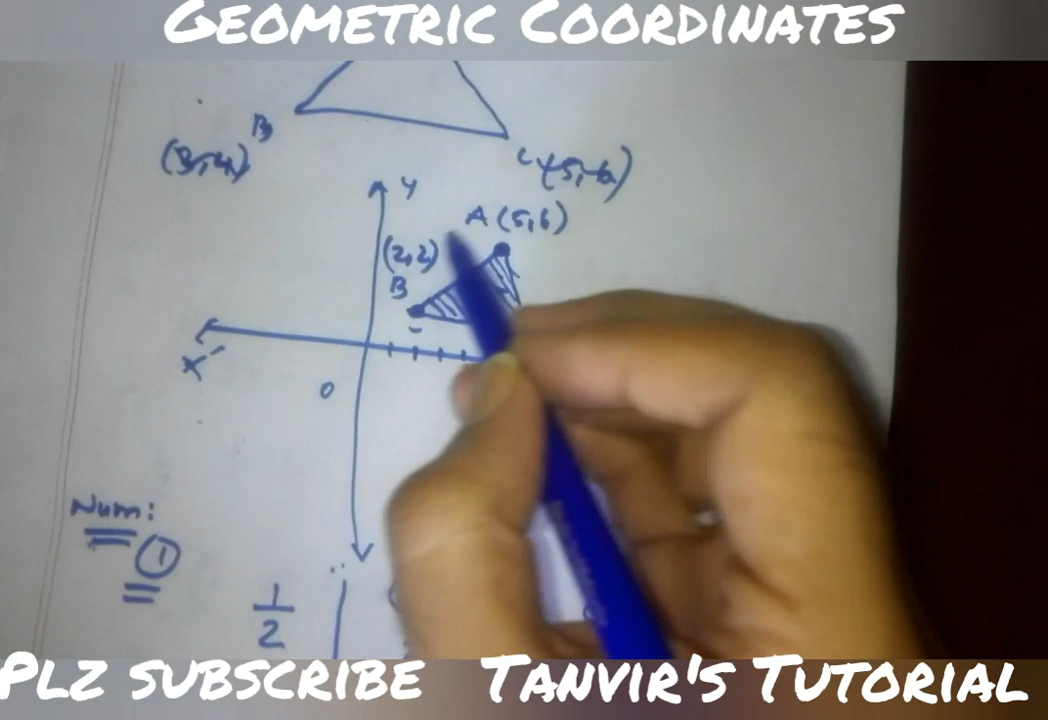 GEOMETRIC COORDINATES
B
(3,4)
C (5,-6)
Y
A (5,6)
(2,2)
B
X'
O
Num:
1
1
2
PLZ SUBSCRIBE TANVIR'S TUTORIAL